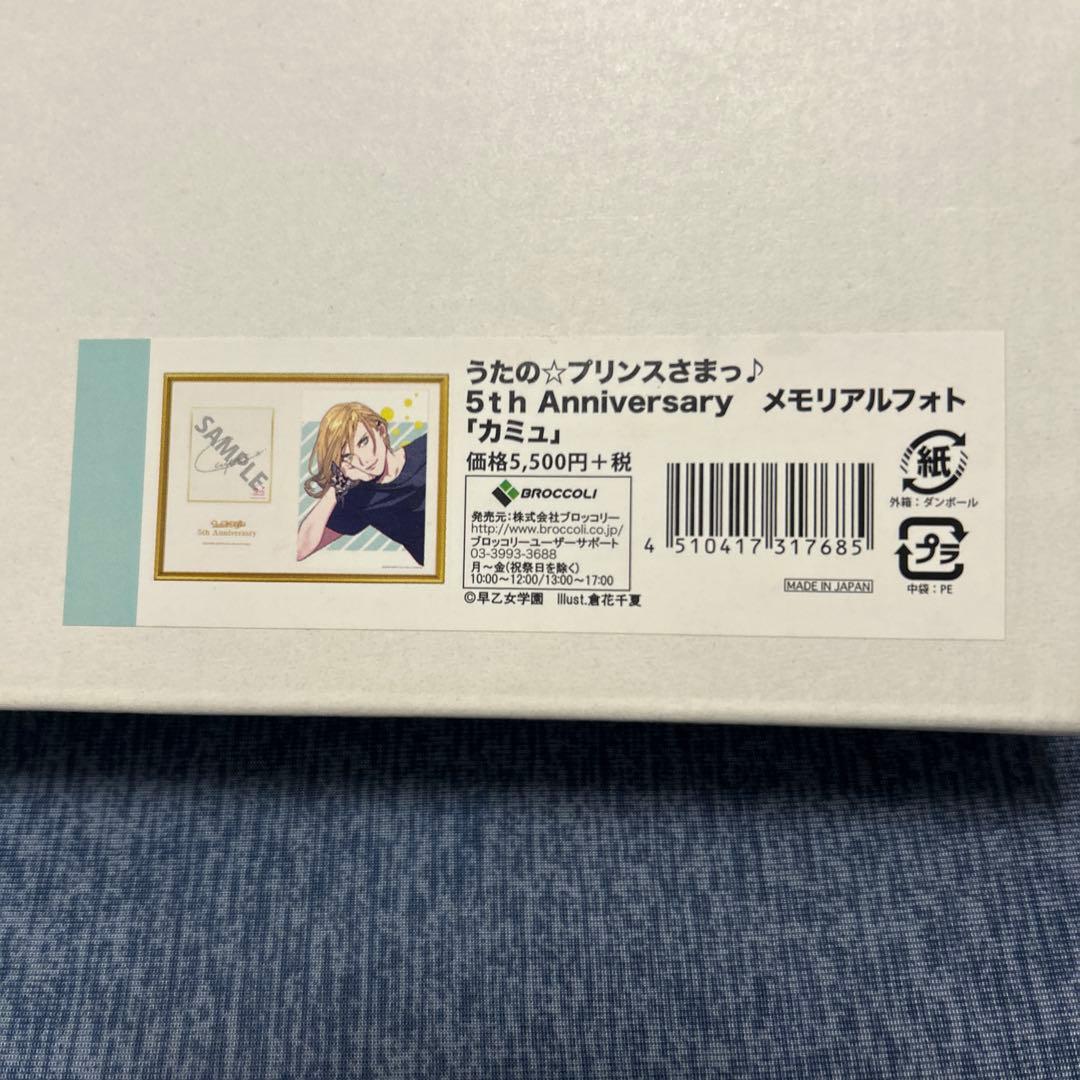 うたの☆プリンスさまっ♪
5th Anniversary メモリアルフォト
「カミュ」
価格5,500円+税
BROCCOLI
発売元:株式会社ブロッコリー
http://www.broccoli.co.jp/
ブロッコリーユーザーサポート
03-3993-3688
月~金(祝祭日を除く)
10:00~12:00/13:00~17:00
©早乙女学園 Illust.倉花千夏
4 510417 317685
MADE IN JAPAN
紙
外箱:ダンボール
プラ
中袋:PE
SAMPLE
5th Anniversary